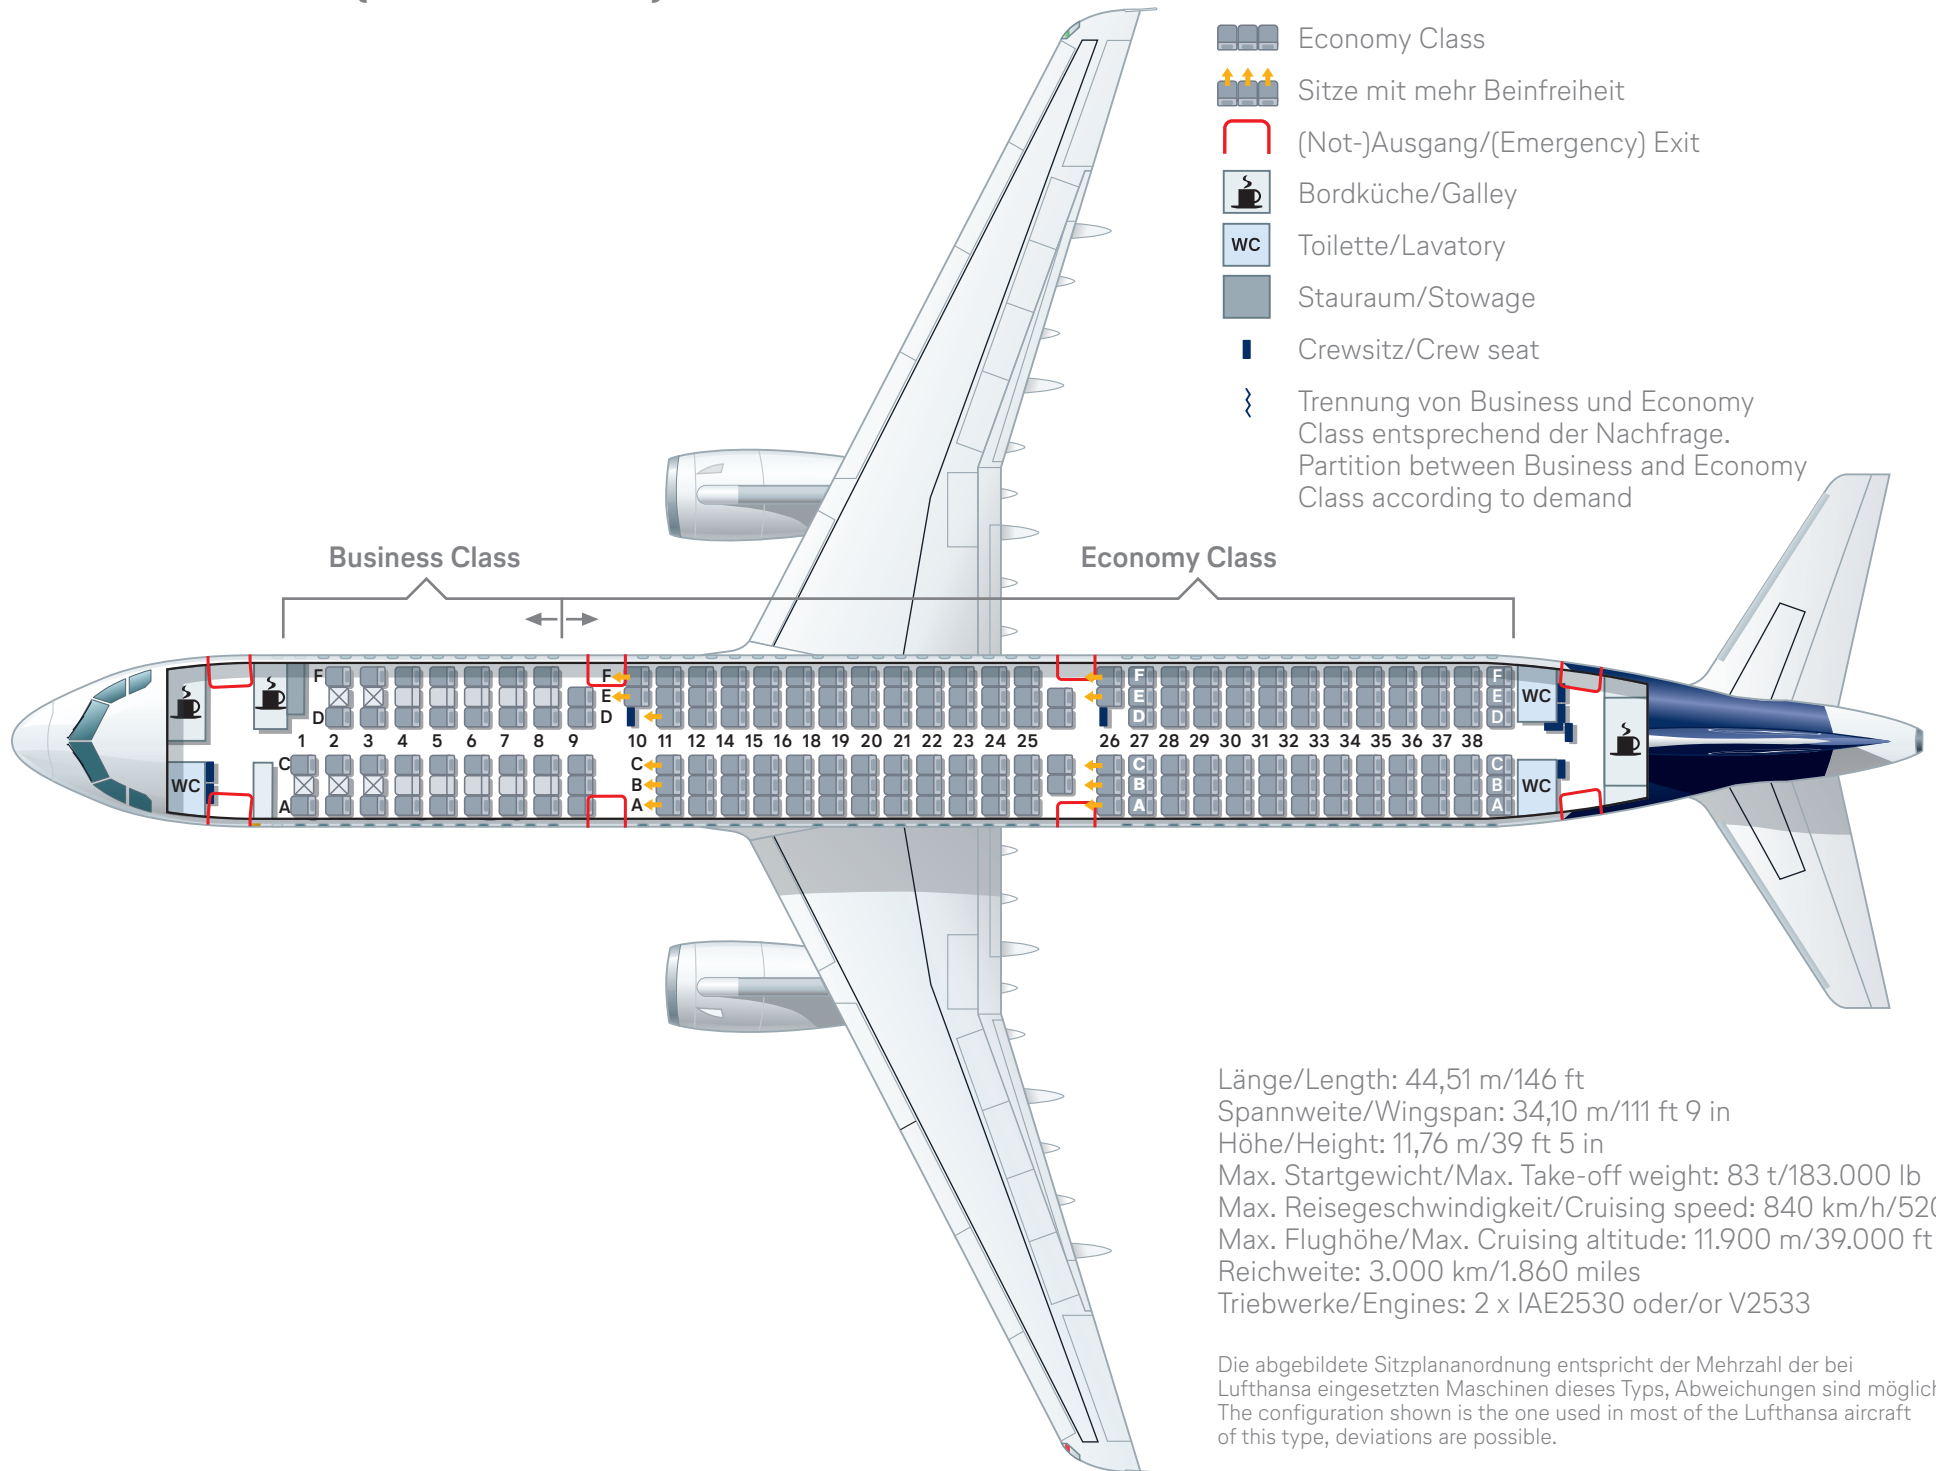 Economy Class
Sitze mit mehr Beinfreiheit
(Not-)Ausgang/(Emergency) Exit
Bordküche/Galley
WC Toilette/Lavatory
Stauraum/Stowage
Crewsitz/Crew seat
Trennung von Business und Economy
Class entsprechend der Nachfrage.
Partition between Business and Economy
Class according to demand
Business Class Economy Class
F F F F
E E E WC
D D D D
1 2 3 4 5 6 7 8 9 10 11 12 14 15 16 18 19 20 21 22 23 24 25 26 27 28 29 30 31 32 33 34 35 36 37 38
C C C C
WC B B B WC
A A A A
Länge/Length: 44,51 m/146 ft
Spannweite/Wingspan: 34,10 m/111 ft 9 in
Höhe/Height: 11,76 m/39 ft 5 in
Max. Startgewicht/Max. Take-off weight: 83 t/183.000 lb
Max. Reisegeschwindigkeit/Cruising speed: 840 km/h/520
Max. Flughöhe/Max. Cruising altitude: 11.900 m/39.000 ft
Reichweite: 3.000 km/1.860 miles
Triebwerke/Engines: 2 x IAE2530 oder/or V2533
Die abgebildete Sitzplananordnung entspricht der Mehrzahl der bei
Lufthansa eingesetzten Maschinen dieses Typs, Abweichungen sind möglich
The configuration shown is the one used in most of the Lufthansa aircraft
of this type, deviations are possible.